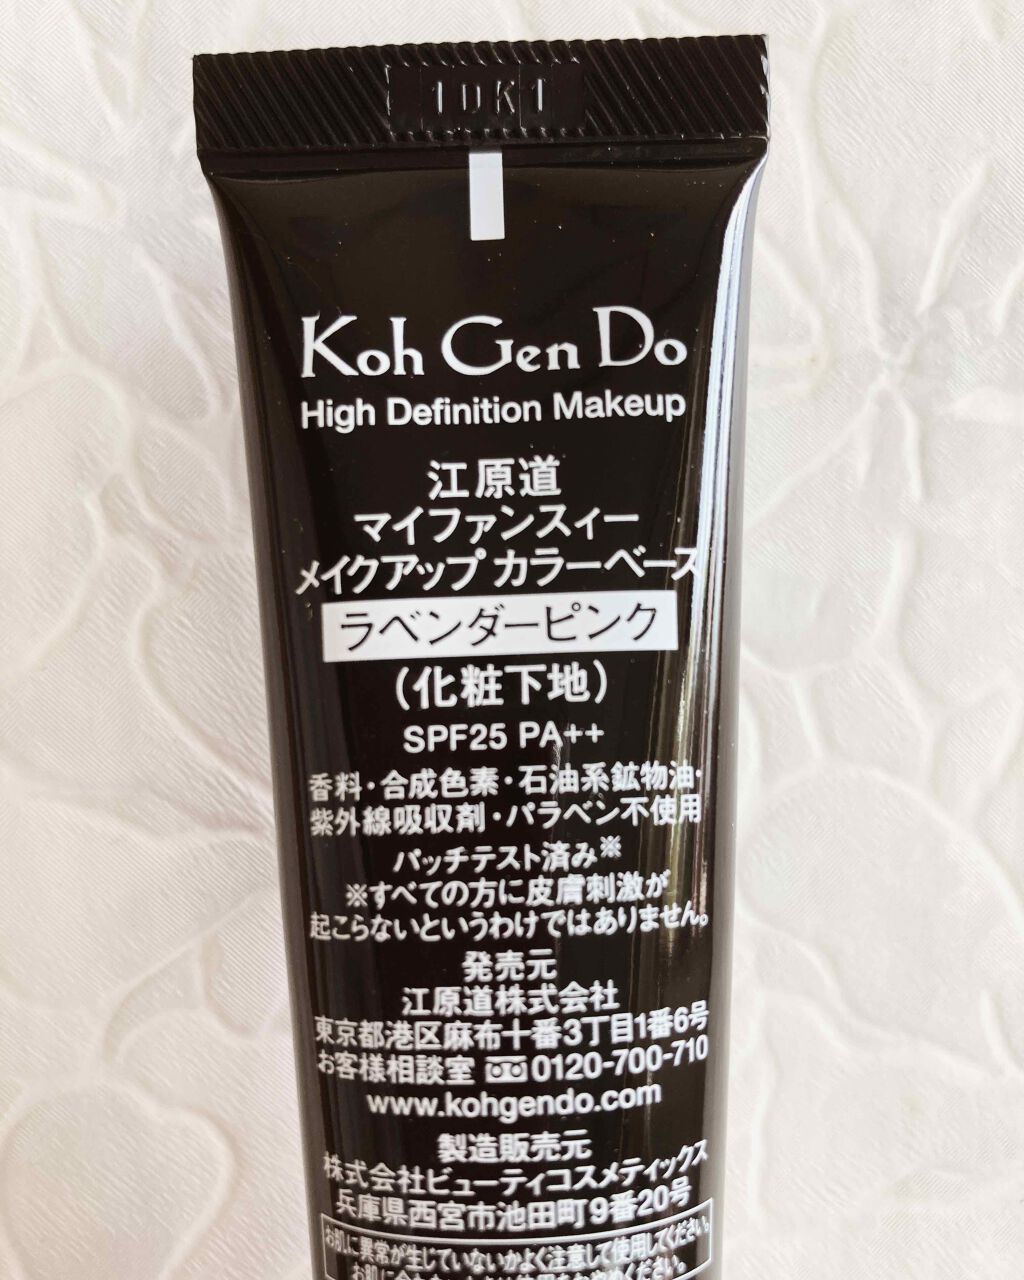 1DK1
Koh Gen Do
High Definition Makeup
江原道
マイファンスィー
メイクアップ カラーベース
ラベンダーピンク
（化粧下地）
SPF25 PA++
香料・合成色素・石油系鉱物油・
紫外線吸収剤・パラベン不使用
パッチテスト済み※
※すべての方に皮膚刺激が
起こらないというわけではありません。
発売元
江原道株式会社
東京都港区麻布十番3丁目1番6号
お客様相談室 0120-700-710
www.kohgendo.com
製造販売元
株式会社ビューティコスメティックス
兵庫県西宮市池田町9番20号
お肌に異常が生じていないかよく注意して使用してください。